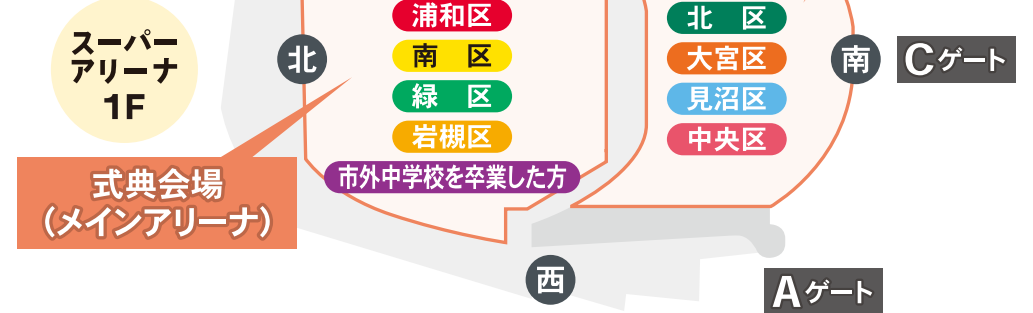 スーパー
アリーナ
1F
北
浦和区
南　区
緑　区
岩槻区
市外中学校を卒業した方
式典会場
（メインアリーナ）
北　区
大宮区
見沼区
中央区
南
Cゲート
西
Aゲート